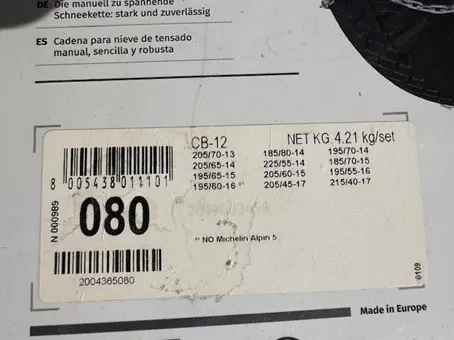 DE Die manuell zu spannende
Schneekette: stark und zuverlässig
ES Cadena para nieve de tensado
manual, sencilla y robusta
CB-12 NET KG. 4.21 kg/set
205/70-13 185/80-14 195/70-14
205/65-14 225/55-14 185/70-15
195/65-15 205/60-15 195/55-16
195/60-16 ** 205/45-17 215/40-17
8 005438 011101
N 000989
080
** NO Michelin Alpin 5
2004365080
0109
Made in Europe